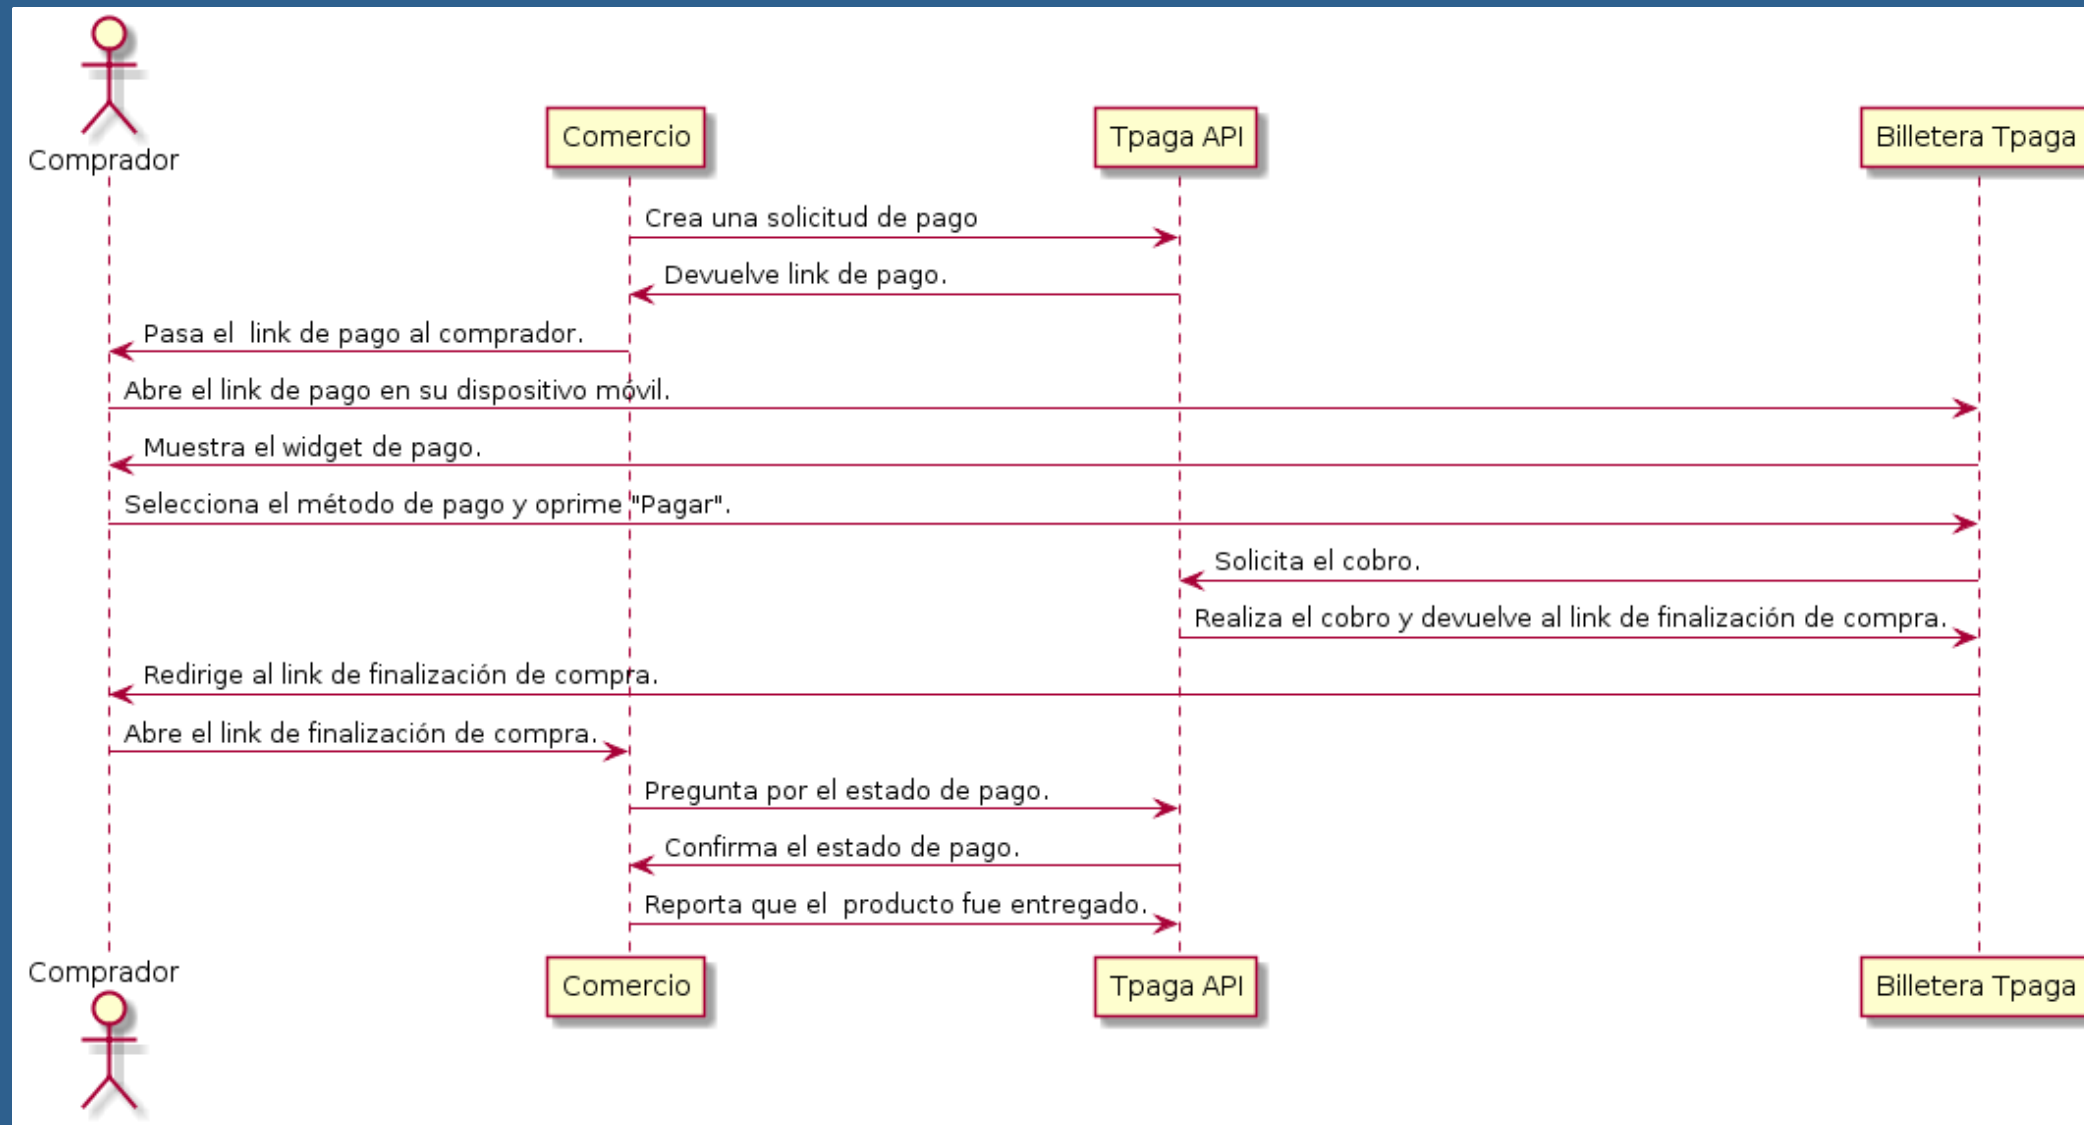 Comprador
Comercio
Tpaga API
Billetera Tpaga
Crea una solicitud de pago
Devuelve link de pago.
Pasa el  link de pago al comprador.
Abre el link de pago en su dispositivo móvil.
Muestra el widget de pago.
Selecciona el método de pago y oprime "Pagar".
Solicita el cobro.
Realiza el cobro y devuelve al link de finalización de compra.
Redirige al link de finalización de compra.
Abre el link de finalización de compra.
Pregunta por el estado de pago.
Confirma el estado de pago.
Reporta que el  producto fue entregado.
Comprador
Comercio
Tpaga API
Billetera Tpaga